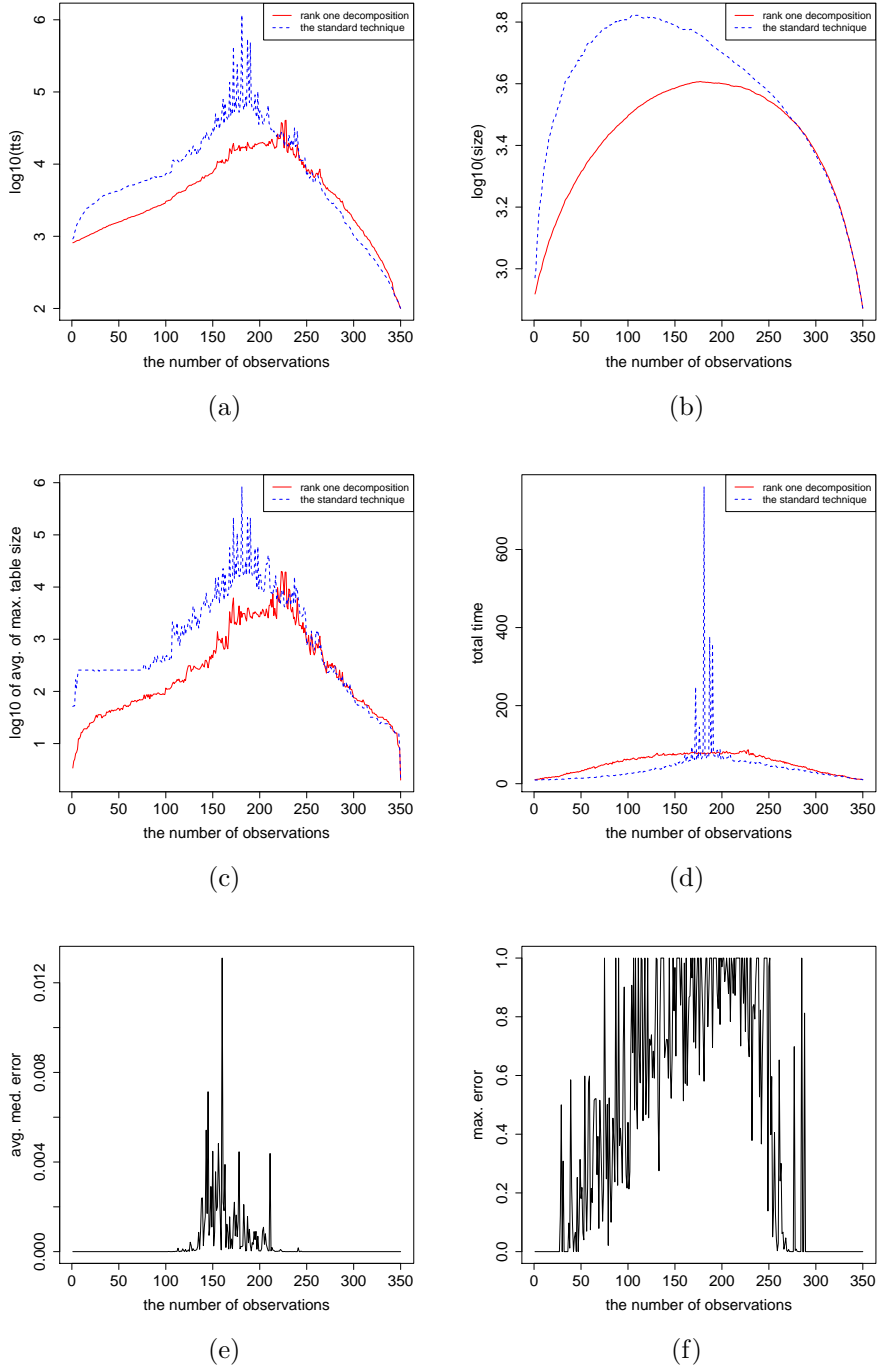 rank one decomposition
the standard technique
log10(tts)
6
5
4
3
2
0 50 100 150 200 250 300 350
the number of observations
(a)
rank one decomposition
the standard technique
log10(size)
3.8
3.6
3.4
3.2
3.0
0 50 100 150 200 250 300 350
the number of observations
(b)
rank one decomposition
the standard technique
log10 of avg. of max. table size
6
5
4
3
2
1
0 50 100 150 200 250 300 350
the number of observations
(c)
rank one decomposition
the standard technique
total time
600
400
200
0
0 50 100 150 200 250 300 350
the number of observations
(d)
avg. med. error
0.012
0.008
0.004
0.000
0 50 100 150 200 250 300 350
the number of observations
(e)
max. error
1.0
0.8
0.6
0.4
0.2
0.0
0 50 100 150 200 250 300 350
the number of observations
(f)